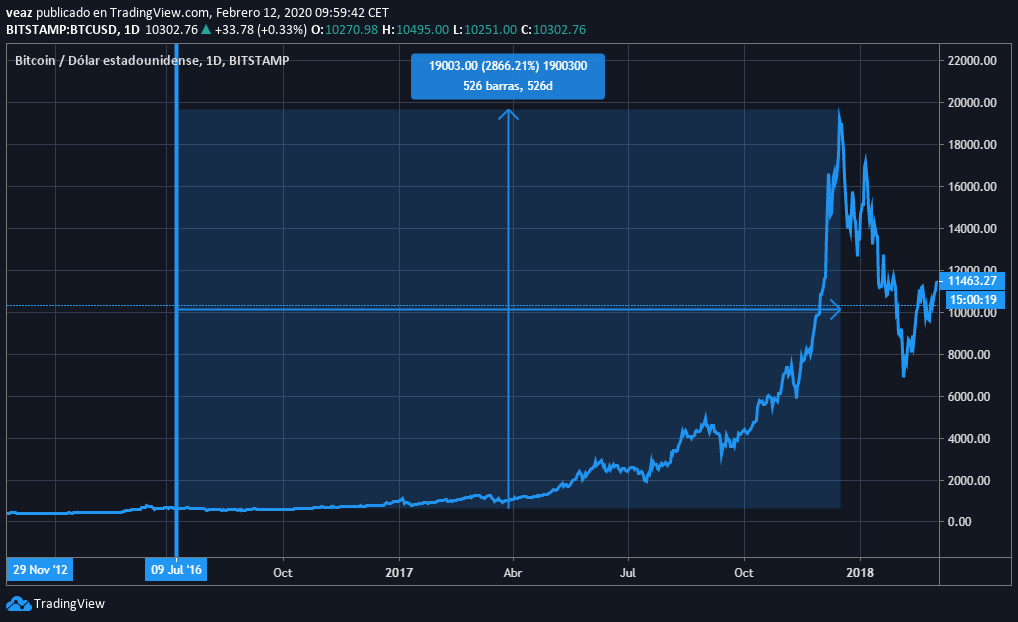 veaz publicado en TradingView.com, Febrero 12, 2020 09:59:42 CET
BITSTAMP:BTCUSD, 1D 10302.76 ▲ +33.78 (+0.33%) O:10270.98 H:10495.00 L:10251.00 C:10302.76
Bitcoin / Dólar estadounidense, 1D, BITSTAMP
19003.00 (2866.21%) 1900300
526 barras, 526d
22000.00
20000.00
18000.00
16000.00
14000.00
12000.00
11463.27
15:00:19
10000.00
8000.00
6000.00
4000.00
2000.00
0.00
29 Nov '12
09 Jul '16
Oct
2017
Abr
Jul
Oct
2018
TradingView